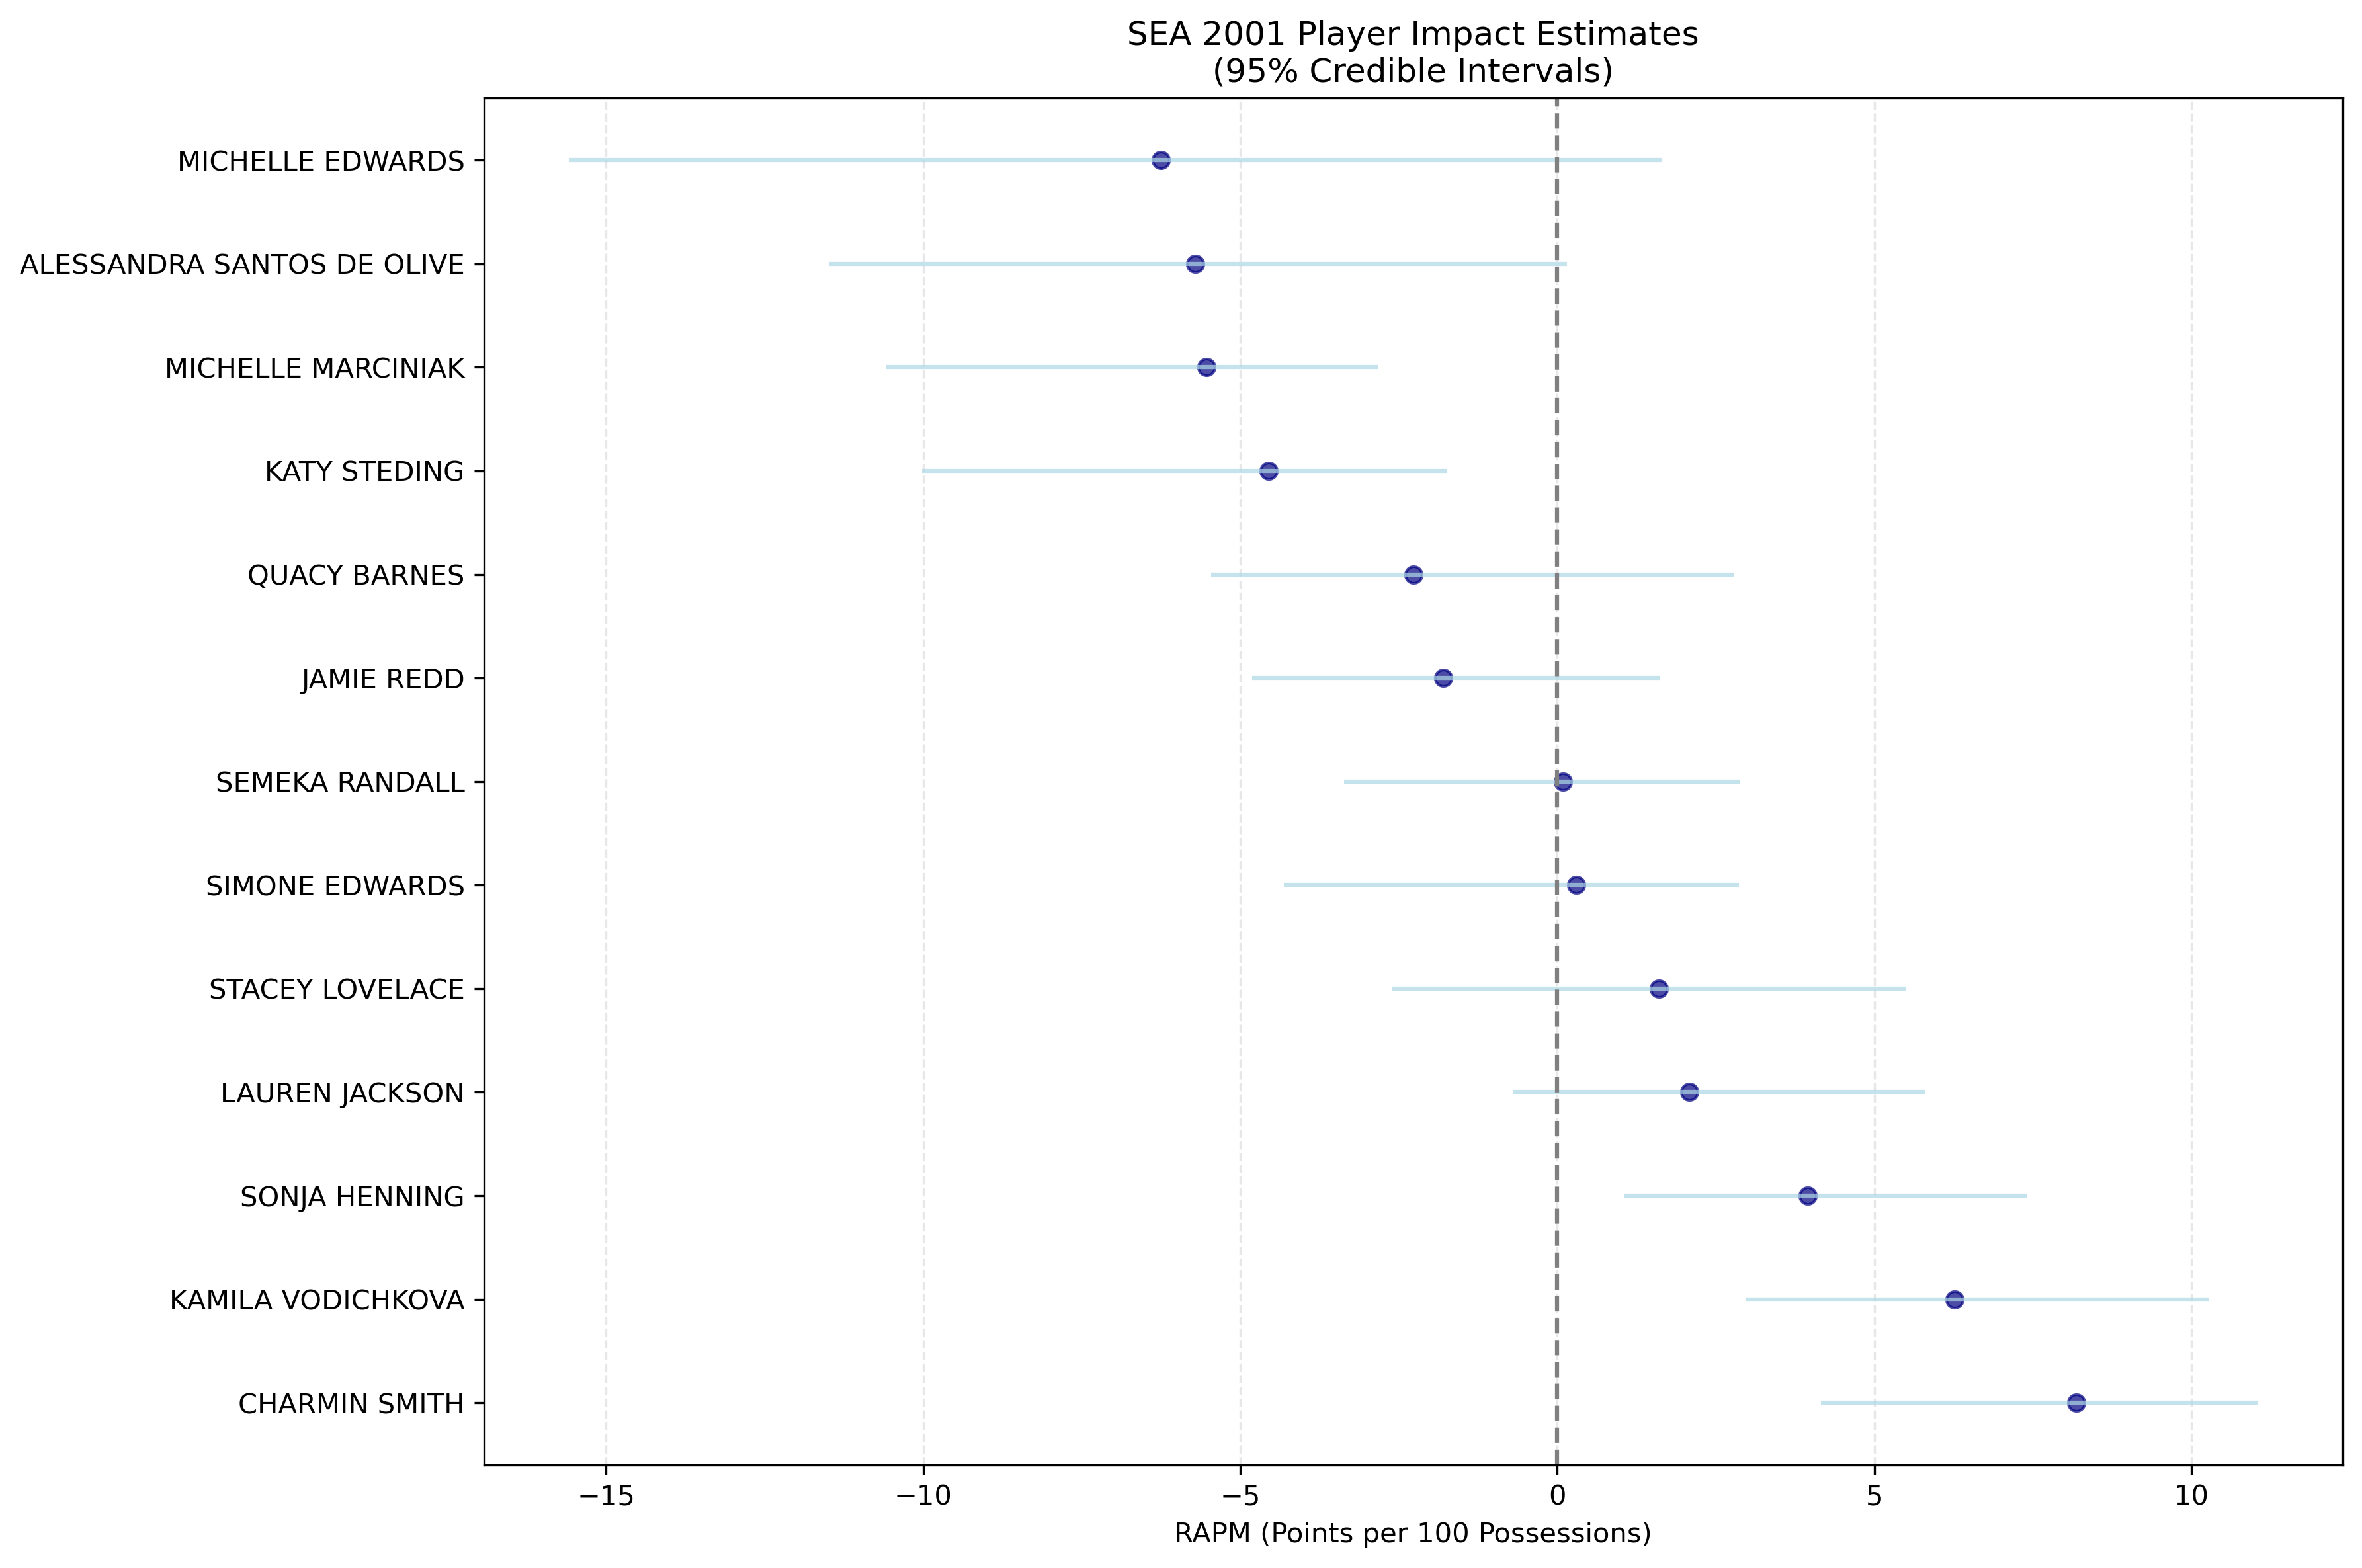 SEA 2001 Player Impact Estimates
(95% Credible Intervals)
MICHELLE EDWARDS
ALESSANDRA SANTOS DE OLIVE
MICHELLE MARCINIAK
KATY STEDING
QUACY BARNES
JAMIE REDD
SEMEKA RANDALL
SIMONE EDWARDS
STACEY LOVELACE
LAUREN JACKSON
SONJA HENNING
KAMILA VODICHKOVA
CHARMIN SMITH
−15 −10 −5 0 5 10
RAPM (Points per 100 Possessions)